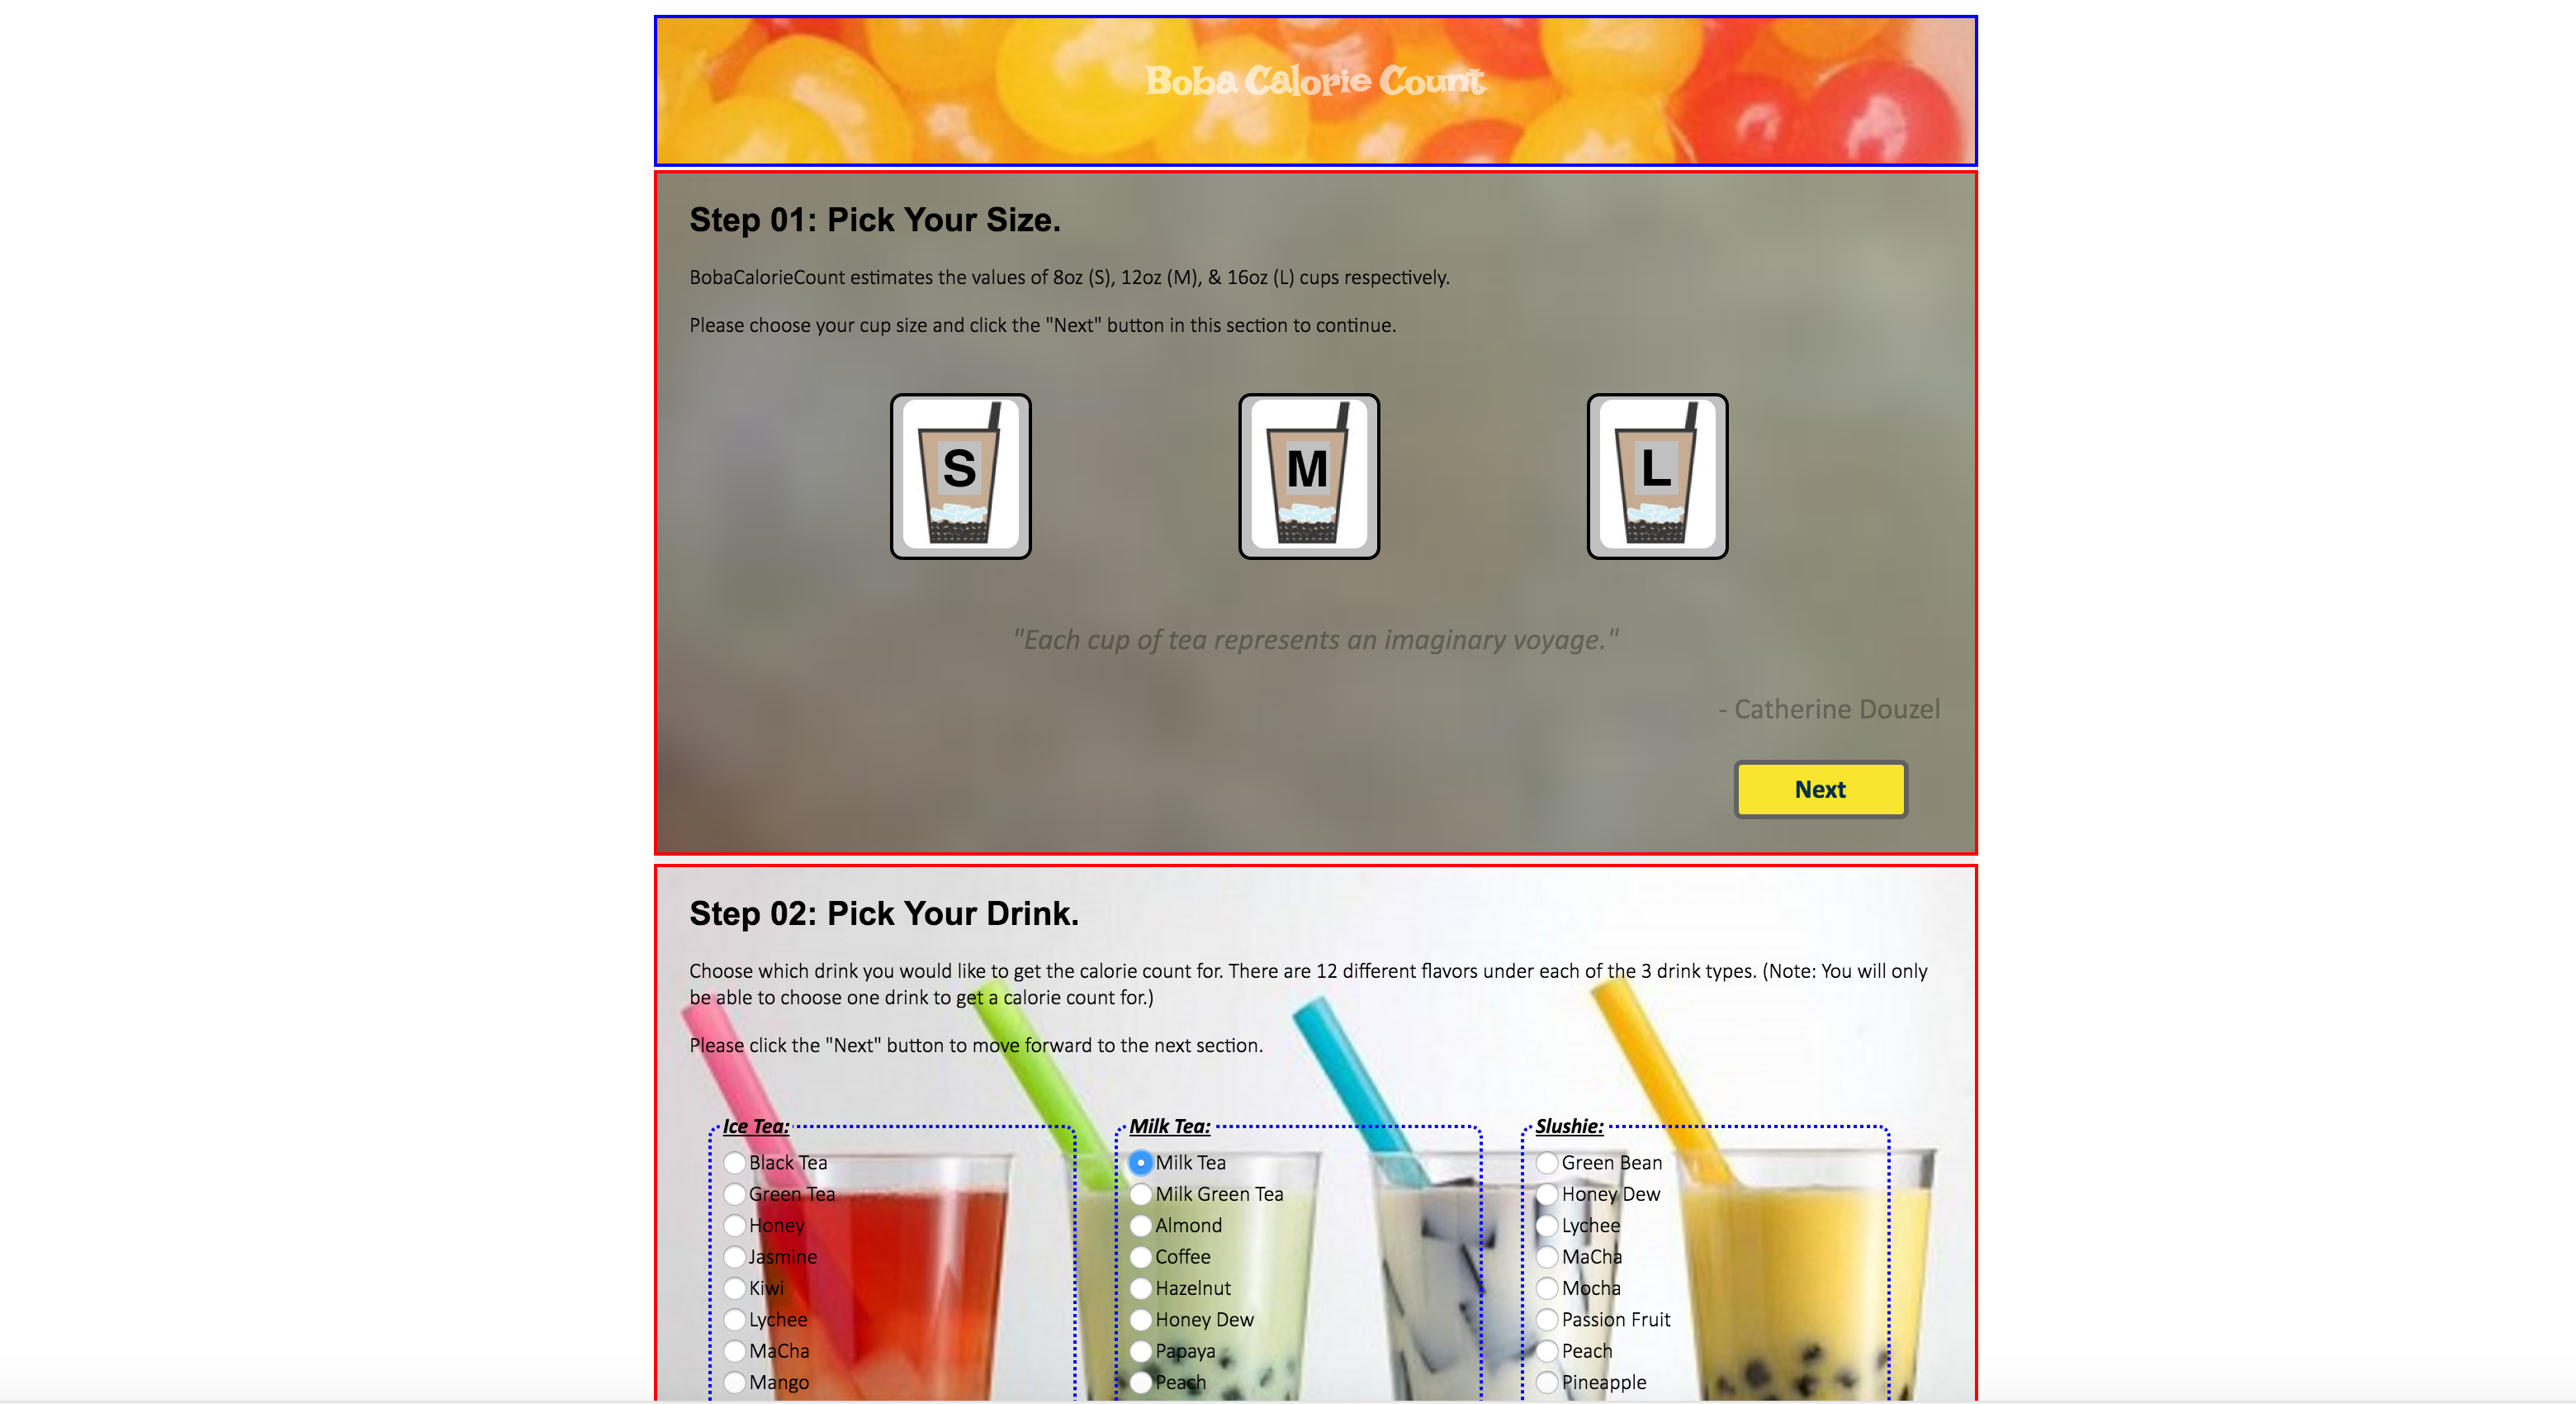 Boba Calorie Count
Step 01: Pick Your Size.
BobaCalorieCount estimates the values of 8oz (S), 12oz (M), & 16oz (L) cups respectively.
Please choose your cup size and click the "Next" button in this section to continue.
S
M
L
"Each cup of tea represents an imaginary voyage."
- Catherine Douzel
Next
Step 02: Pick Your Drink.
Choose which drink you would like to get the calorie count for. There are 12 different flavors under each of the 3 drink types. (Note: You will only
be able to choose one drink to get a calorie count for.)
Please click the "Next" button to move forward to the next section.
Ice Tea:
Black Tea
Green Tea
Honey
Jasmine
Kiwi
Lychee
MaCha
Mango
Milk Tea:
Milk Tea
Milk Green Tea
Almond
Coffee
Hazelnut
Honey Dew
Papaya
Peach
Slushie:
Green Bean
Honey Dew
Lychee
MaCha
Mocha
Passion Fruit
Peach
Pineapple